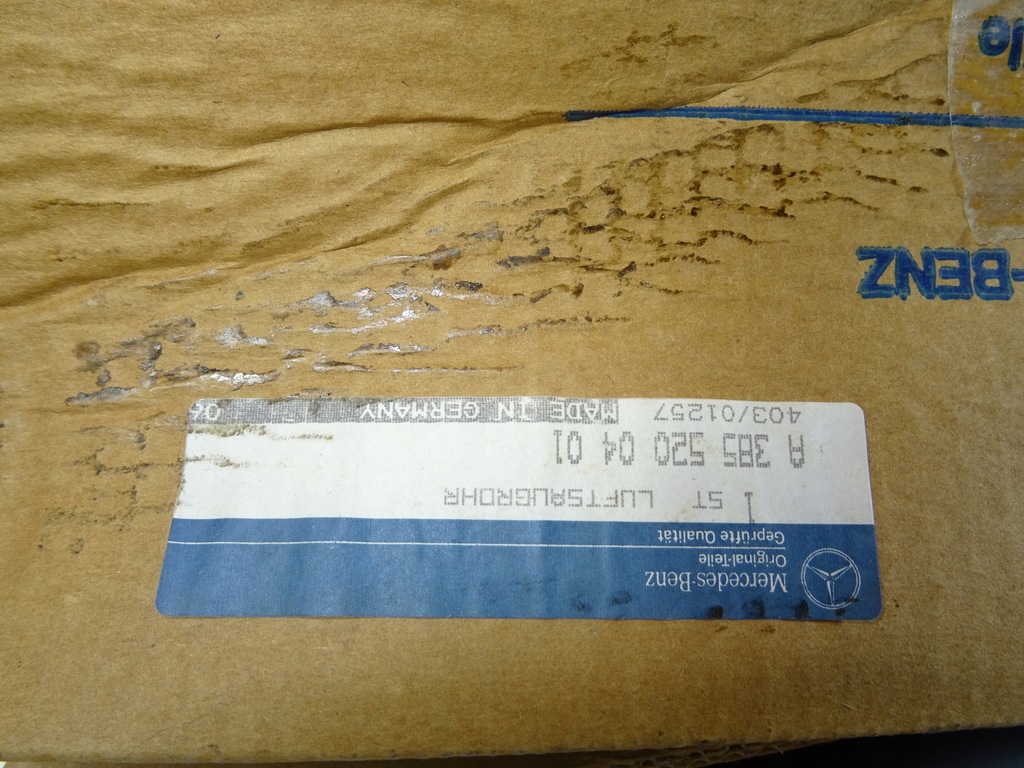 Mercedes-Benz
Original-Teile
Geprüfte Qualität
1 ST LUFTSAUGROHR
A 385 520 04 01
403/01257 MADE IN GERMANY 04
-BENZ